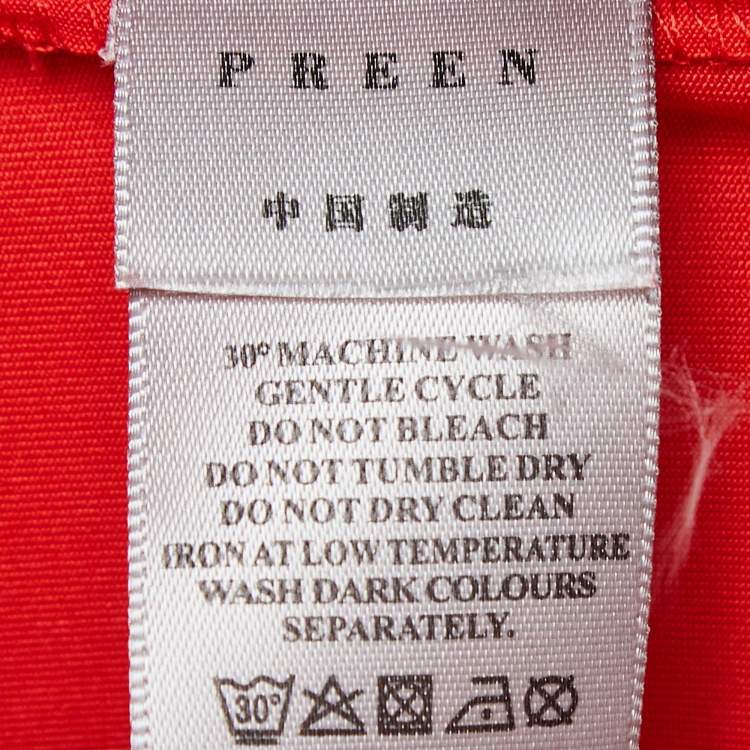 PREEN
中国制造
30° MACHINE WASH
GENTLE CYCLE
DO NOT BLEACH
DO NOT TUMBLE DRY
DO NOT DRY CLEAN
IRON AT LOW TEMPERATURE
WASH DARK COLOURS
SEPARATELY.
30°